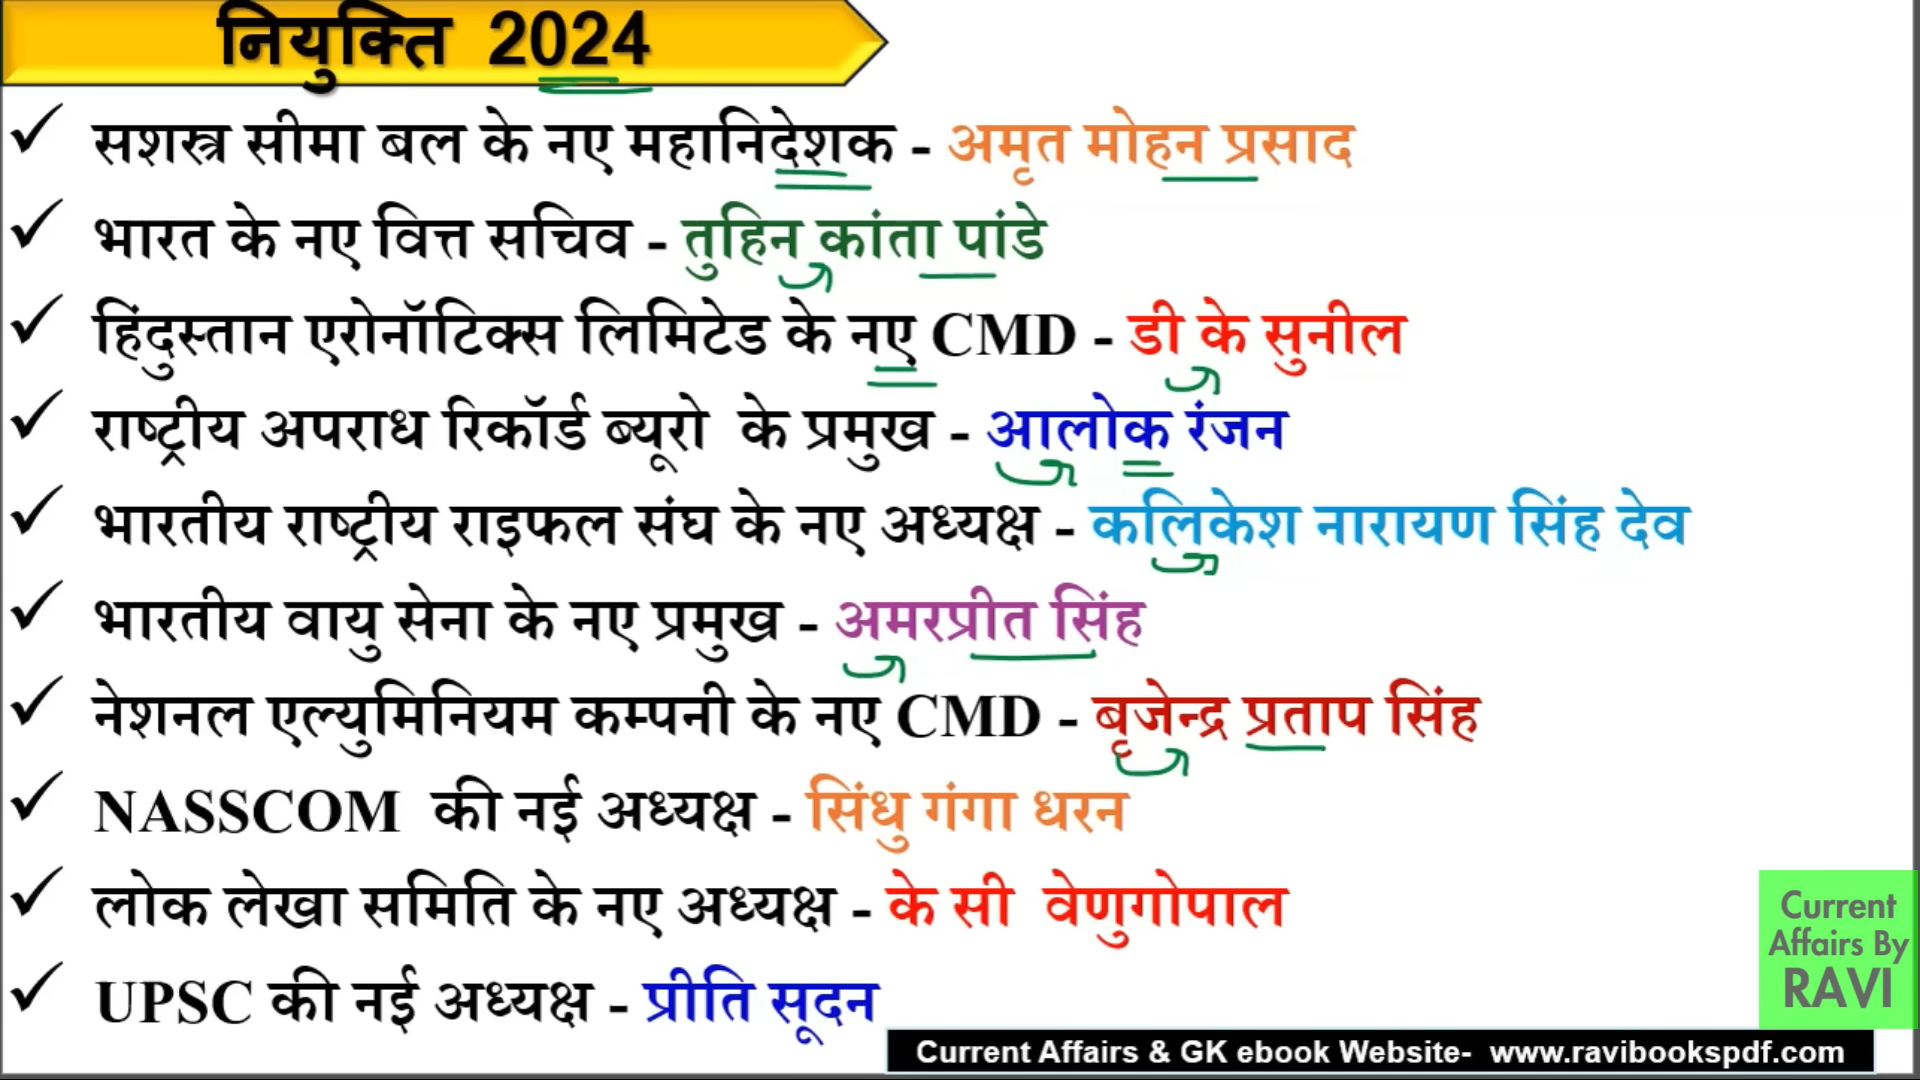 नियुक्ति 2024
सशस्त्र सीमा बल के नए महानिदेशक - अमृत मोहन प्रसाद
भारत के नए वित्त सचिव - तुहिन कांता पांडे
हिंदुस्तान एरोनॉटिक्स लिमिटेड के नए CMD - डी के सुनील
राष्ट्रीय अपराध रिकॉर्ड ब्यूरो के प्रमुख - आलोक रंजन
भारतीय राष्ट्रीय राइफल संघ के नए अध्यक्ष - कलिकेश नारायण सिंह देव
भारतीय वायु सेना के नए प्रमुख - अमरप्रीत सिंह
नेशनल एल्युमिनियम कम्पनी के नए CMD - बृजेन्द्र प्रताप सिंह
NASSCOM की नई अध्यक्ष - सिंधु गंगा धरन
लोक लेखा समिति के नए अध्यक्ष - के सी वेणुगोपाल
UPSC की नई अध्यक्ष - प्रीति सूदन
Current
Affairs By
RAVI
Current Affairs & GK ebook Website- www.ravibookspdf.com